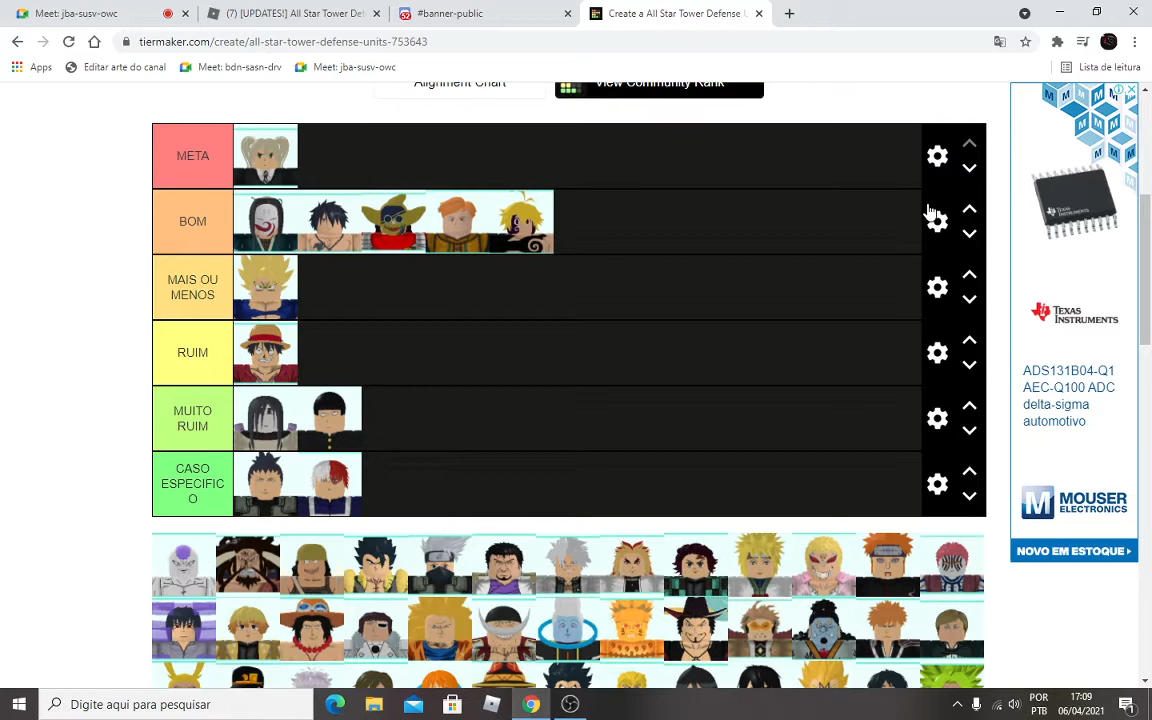 Meet: jba-susv-owc
(7) [UPDATES!] All Star Tower Def
#banner-public
Create a All Star Tower Defense U
tiermaker.com/create/all-star-tower-defense-units-753643
Apps
Editar arte do canal
Meet: bdn-sasn-drv
Meet: jba-susv-owc
Lista de leitura
Alignment Chart
View Community Rank
META
BOM
MAIS OU
MENOS
RUIM
MUITO
RUIM
CASO
ESPECIFIC
O
TEXAS
INSTRUMENTS
ADS131B04-Q1
AEC-Q100 ADC
delta-sigma
automotivo
MOUSER
ELECTRONICS
NOVO EM ESTOQUE
Digite aqui para pesquisar
POR
PTB
17:09
06/04/2021
1